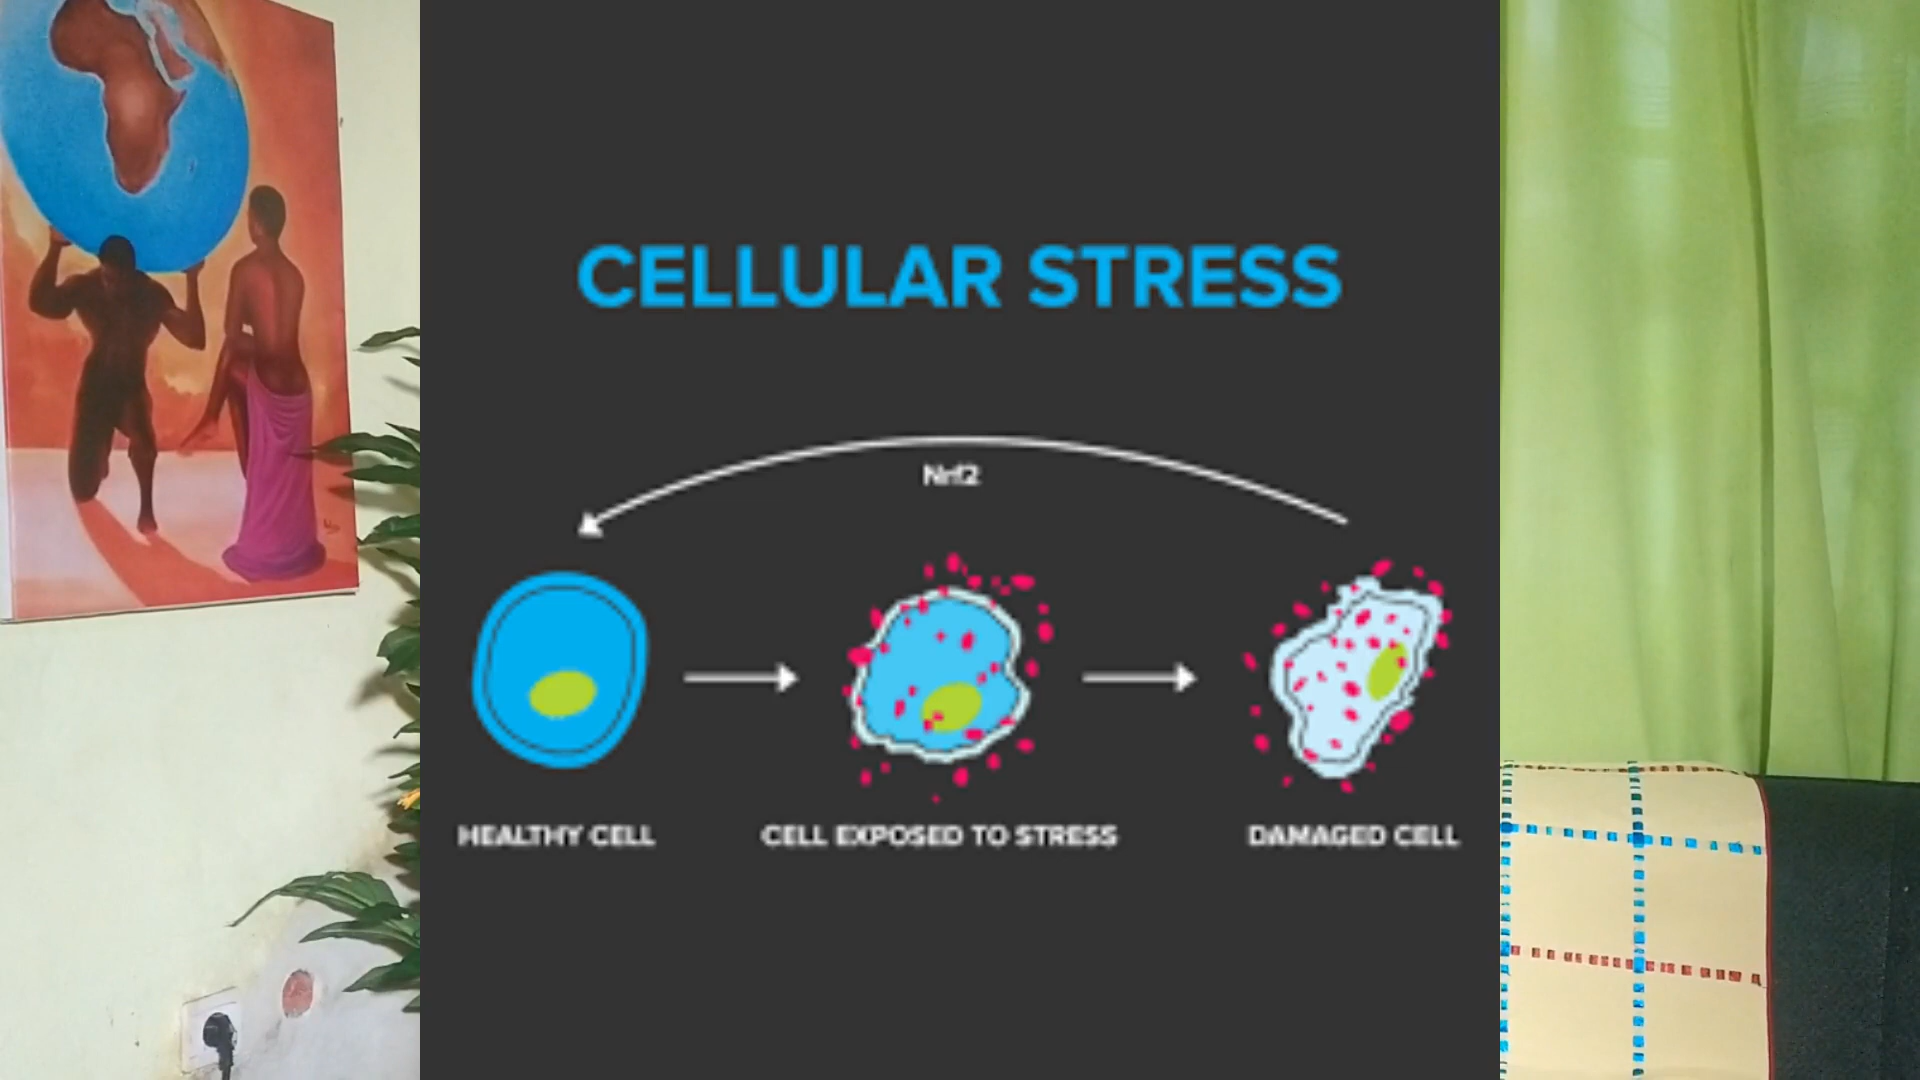 CELLULAR STRESS
Nrf2
HEALTHY CELL
CELL EXPOSED TO STRESS
DAMAGED CELL